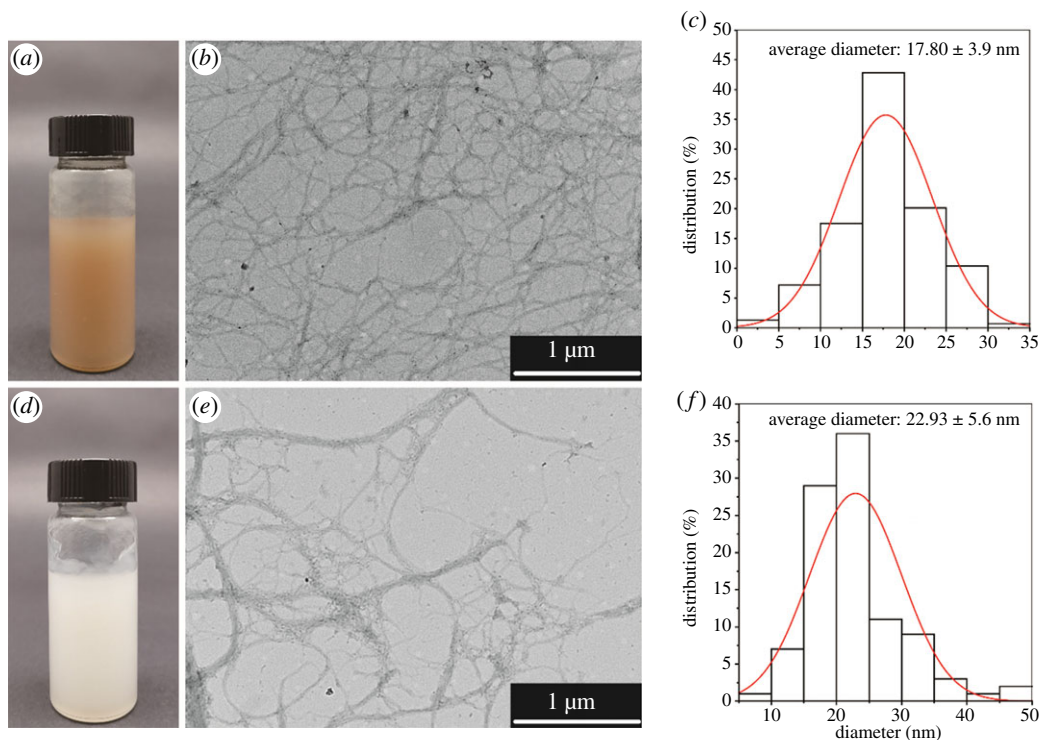 (a)
(b)
1 µm
(c)
50
45
40
35
30
25
20
15
10
5
0
distribution (%)
average diameter: 17.80 ± 3.9 nm
0 5 10 15 20 25 30 35
(d)
(e)
1 µm
(f)
40
35
30
25
20
15
10
5
0
distribution (%)
average diameter: 22.93 ± 5.6 nm
10 20 30 40 50
diameter (nm)